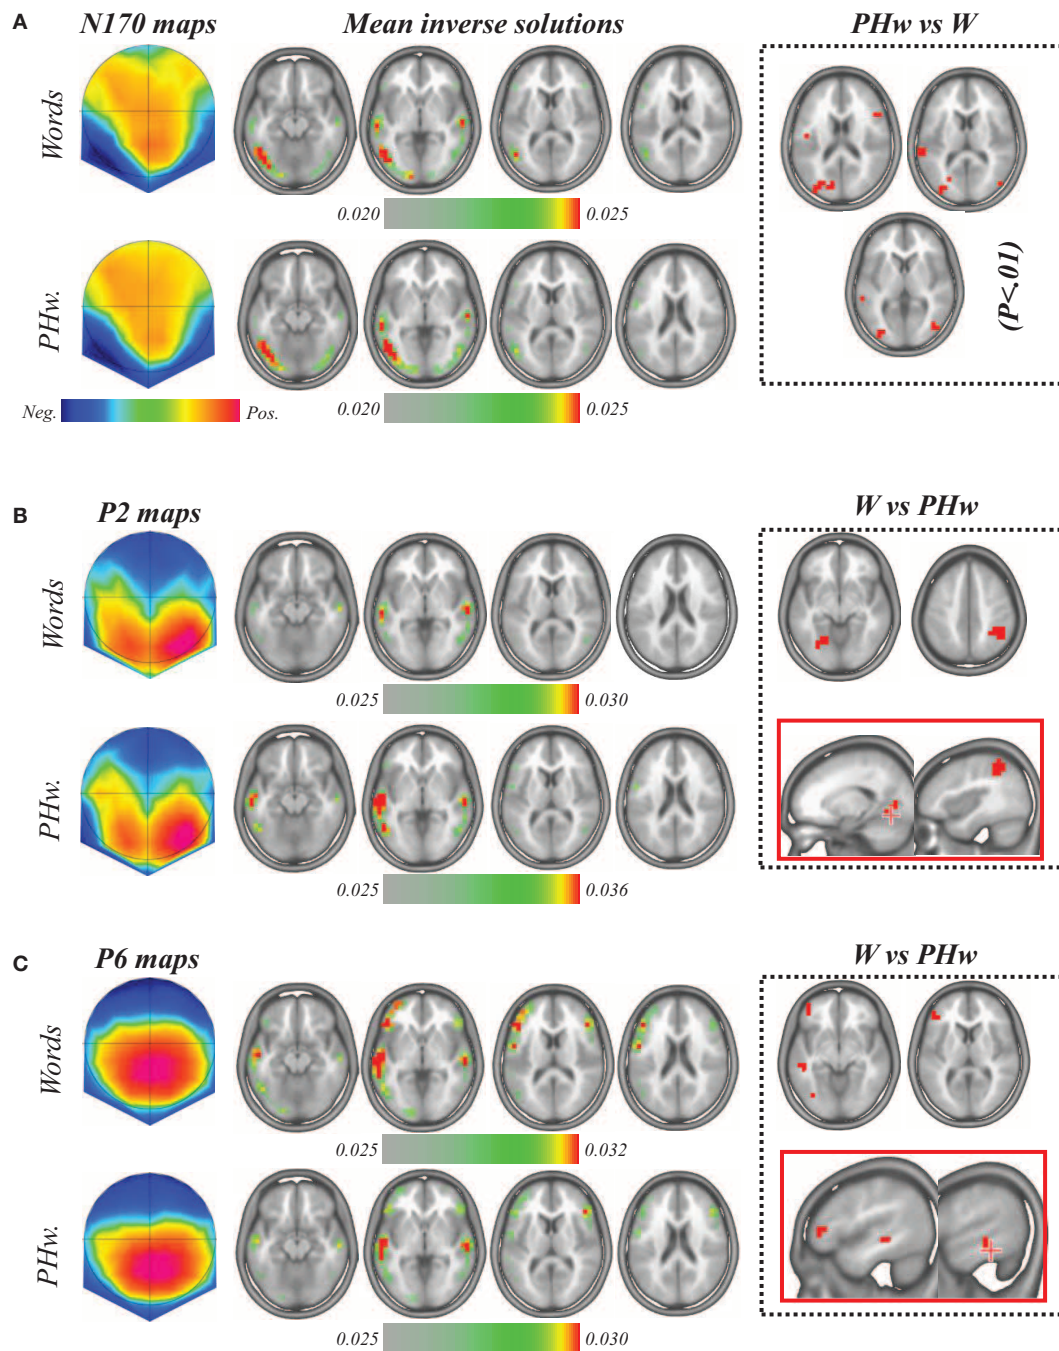 A
N170 maps
Mean inverse solutions
PHw vs W
Words
0.020
0.025
PHw.
(P<.01)
Neg.
Pos.
0.020
0.025
B
P2 maps
W vs PHw
Words
0.025
0.030
PHw.
0.025
0.036
C
P6 maps
W vs PHw
Words
0.025
0.032
PHw.
0.025
0.030